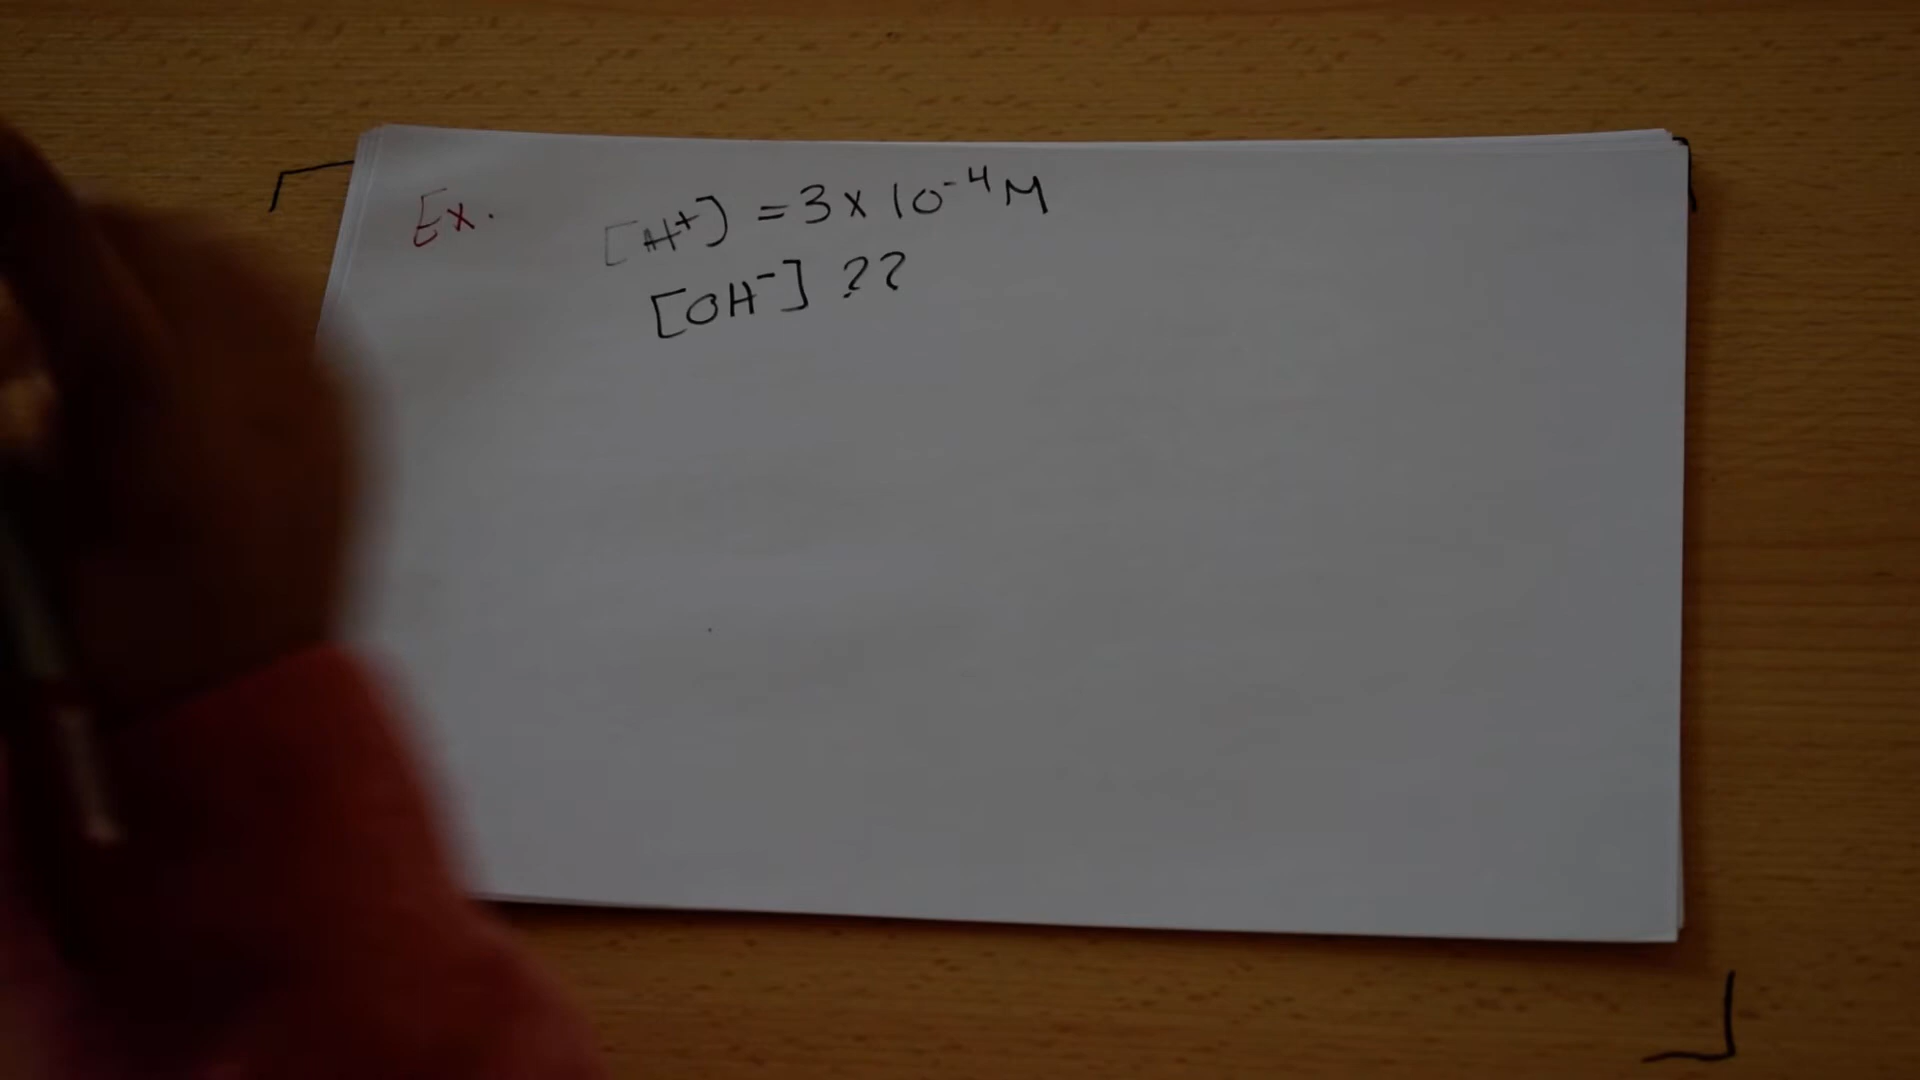 Ex. [H⁺] = 3 x 10⁻⁴ M
[OH⁻] ??